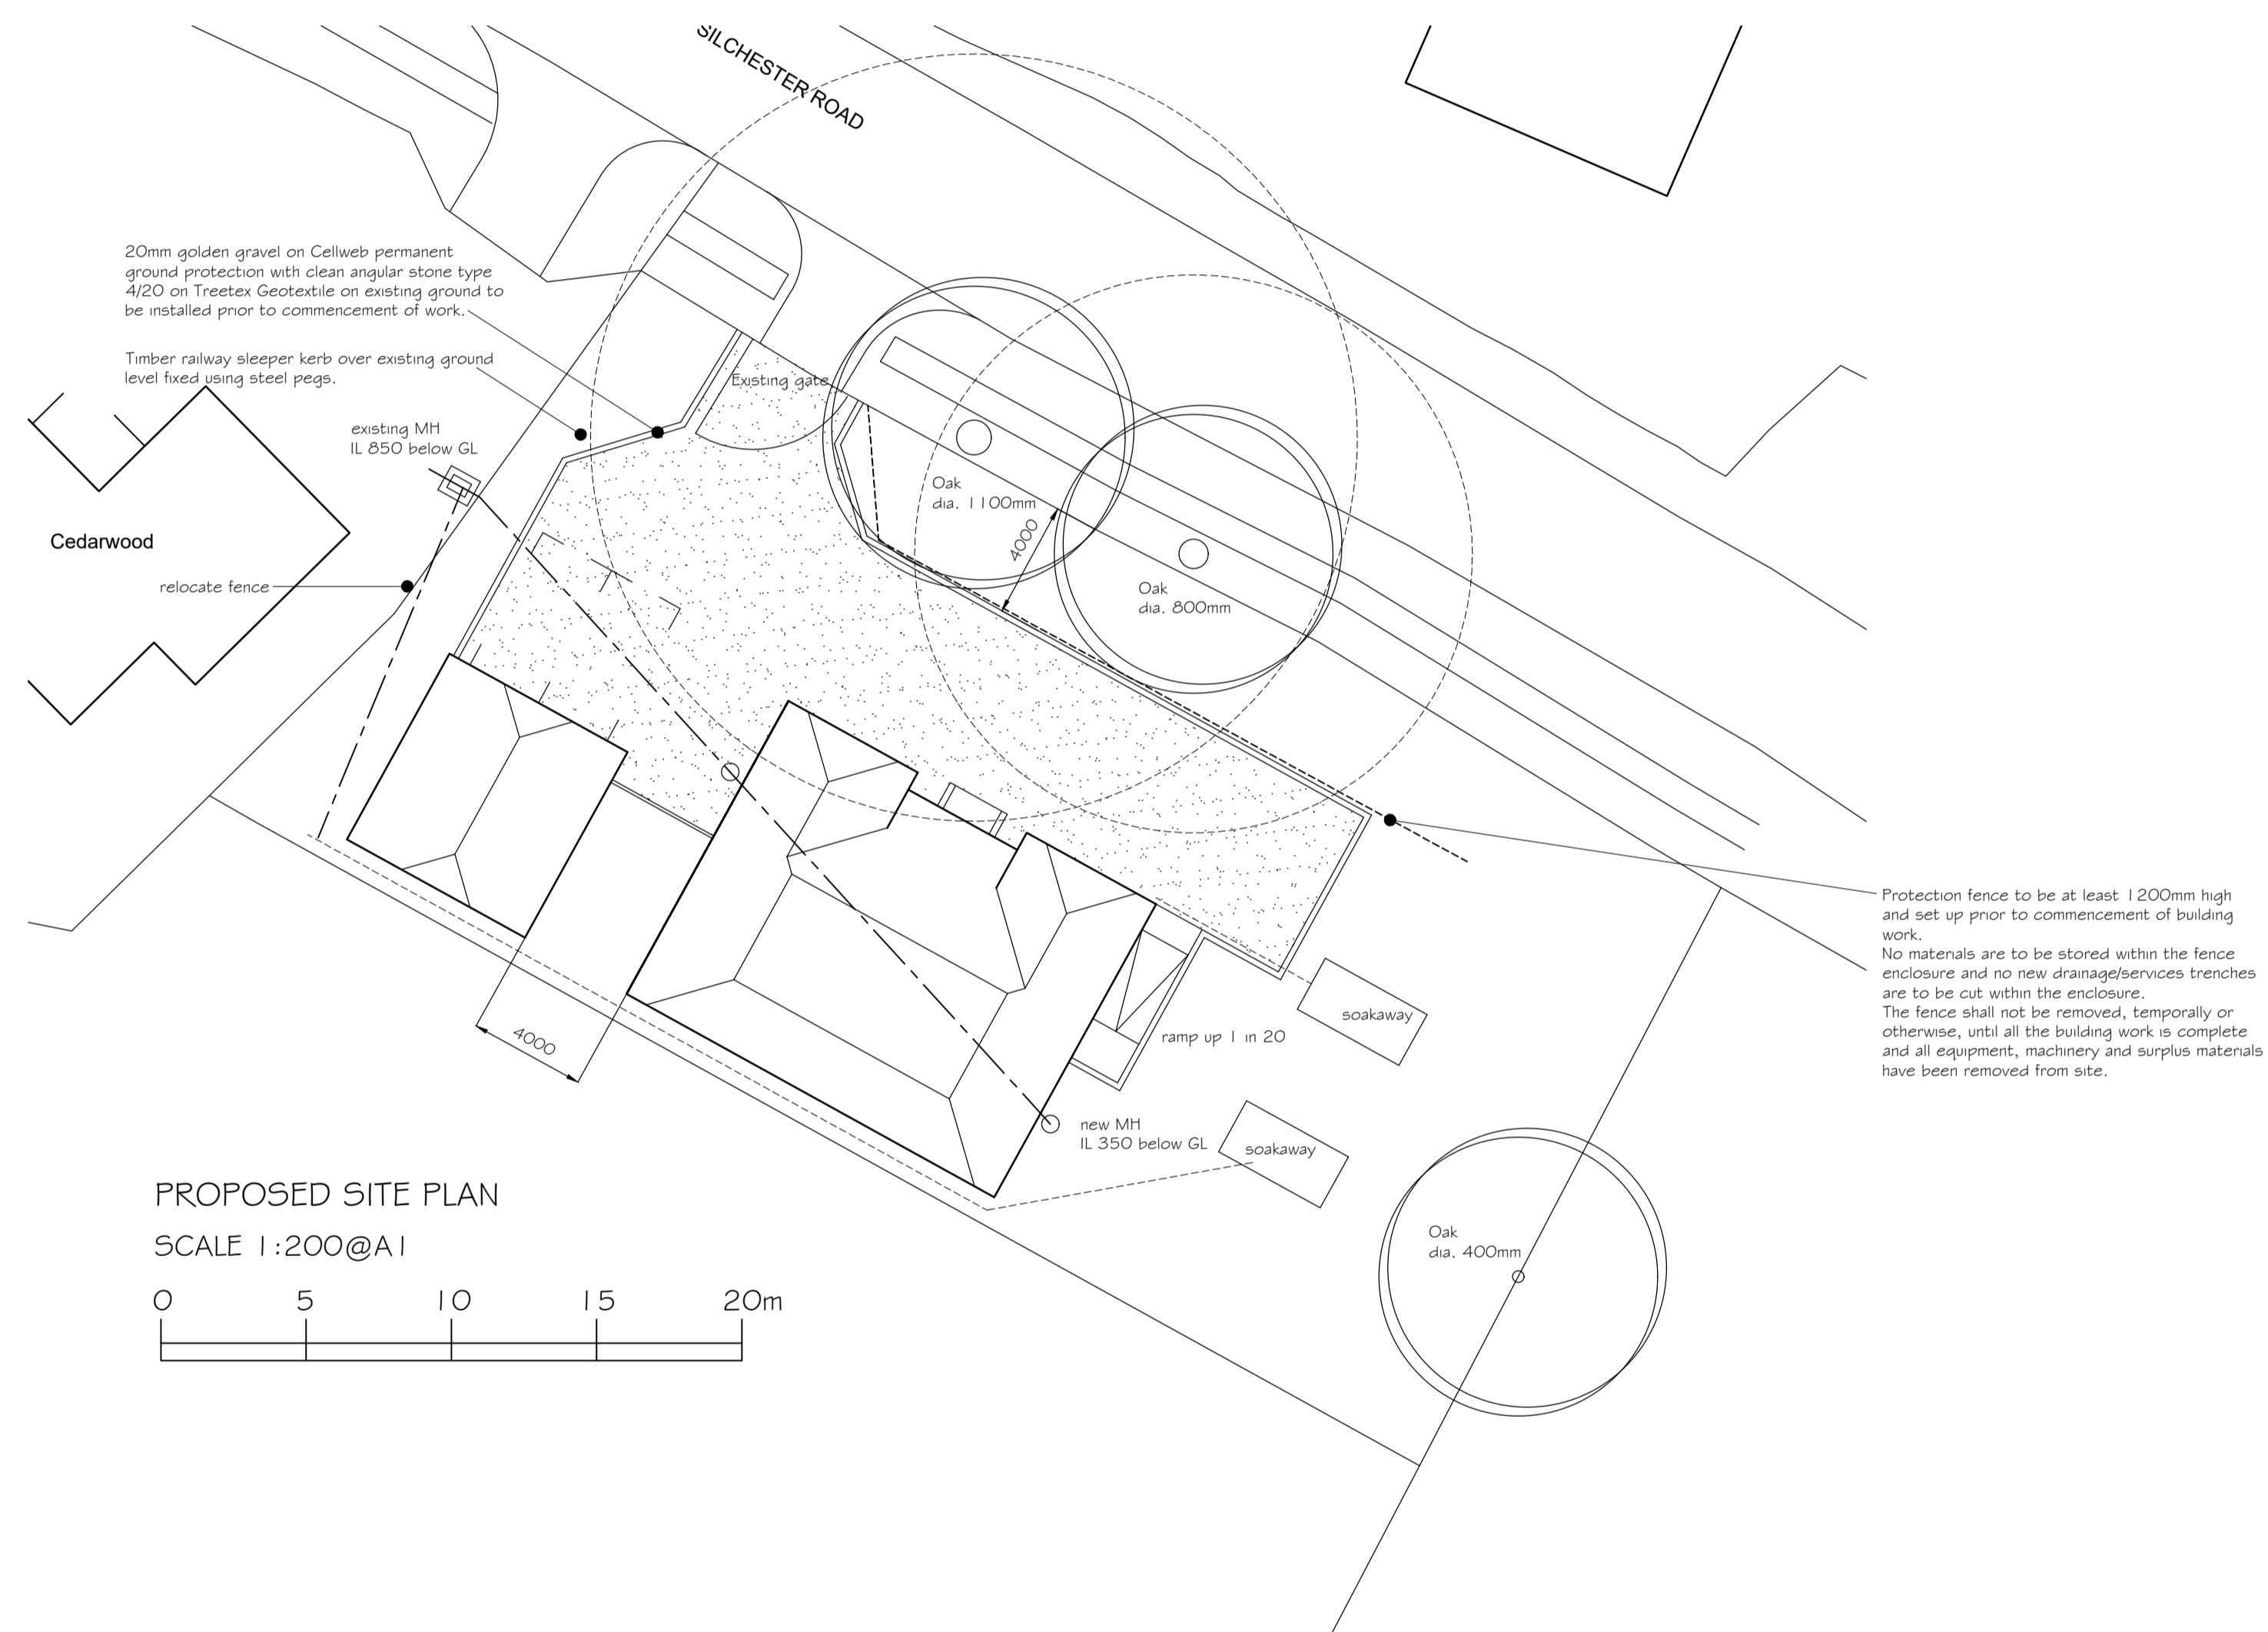 SILCHESTER ROAD
20mm golden gravel on Cellweb permanent
ground protection with clean angular stone type
4/20 on Treetex Geotextile on existing ground to
be installed prior to commencement of work.
Timber railway sleeper kerb over existing ground
level fixed using steel pegs.
Existing gate
existing MH
IL 850 below GL
Oak
dia. 1100mm
4000
Cedarwood
relocate fence
Oak
dia. 800mm
Protection fence to be at least 1200mm high
and set up prior to commencement of building
work.
No materials are to be stored within the fence
enclosure and no new drainage/services trenches
are to be cut within the enclosure.
The fence shall not be removed, temporally or
otherwise, until all the building work is complete
and all equipment, machinery and surplus materials
have been removed from site.
soakaway
4000
ramp up 1 in 20
new MH
IL 350 below GL
soakaway
PROPOSED SITE PLAN
SCALE 1:200@A1
Oak
dia. 400mm
0 5 10 15 20m